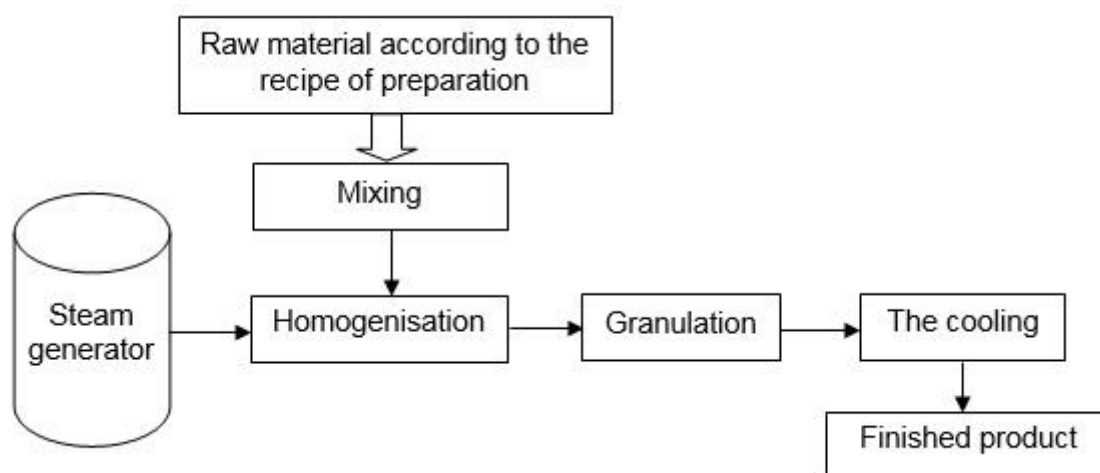 Raw material according to the
recipe of preparation
Mixing
Steam
generator
Homogenisation
Granulation
The cooling
Finished product